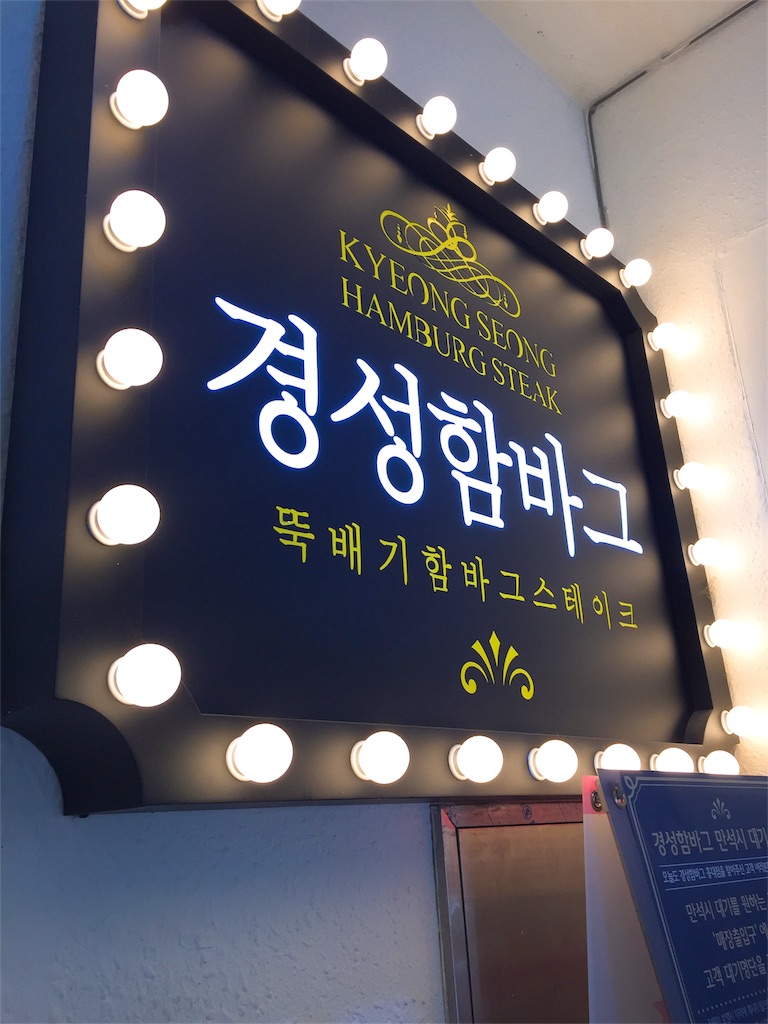 KYEONG SEONG
HAMBURG STEAK
경성함바그
뚝배기함바그스테이크
경성함바그 만석시 대기
만석시 대기를 원하는
'매장출입구' 에
고객 대기명단을